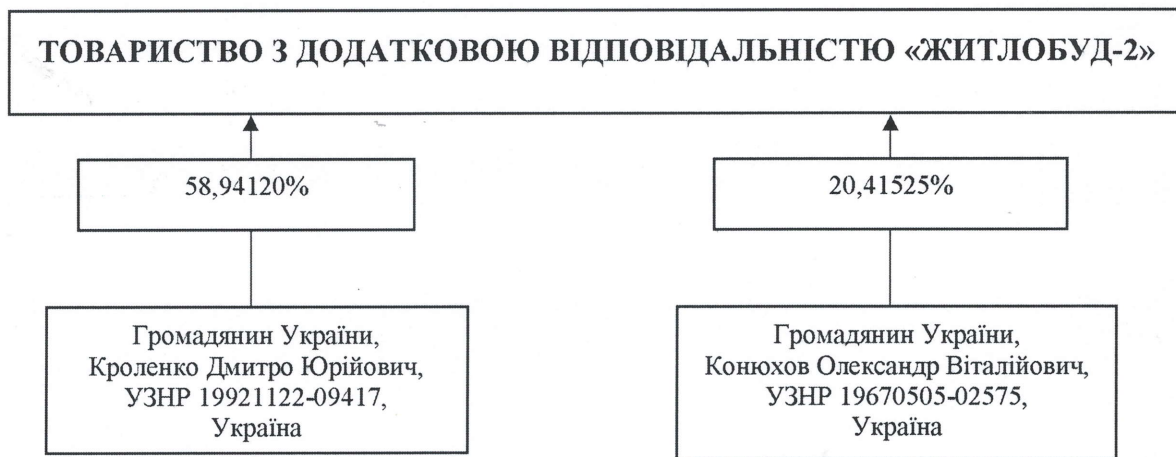 ТОВАРИСТВО З ДОДАТКОВОЮ ВІДПОВІДАЛЬНІСТЮ «ЖИТЛОБУД-2»
58,94120%
20,41525%
Громадянин України,
Кроленко Дмитро Юрійович,
УЗНР 19921122-09417,
Україна
Громадянин України,
Конюхов Олександр Віталійович,
УЗНР 19670505-02575,
Україна